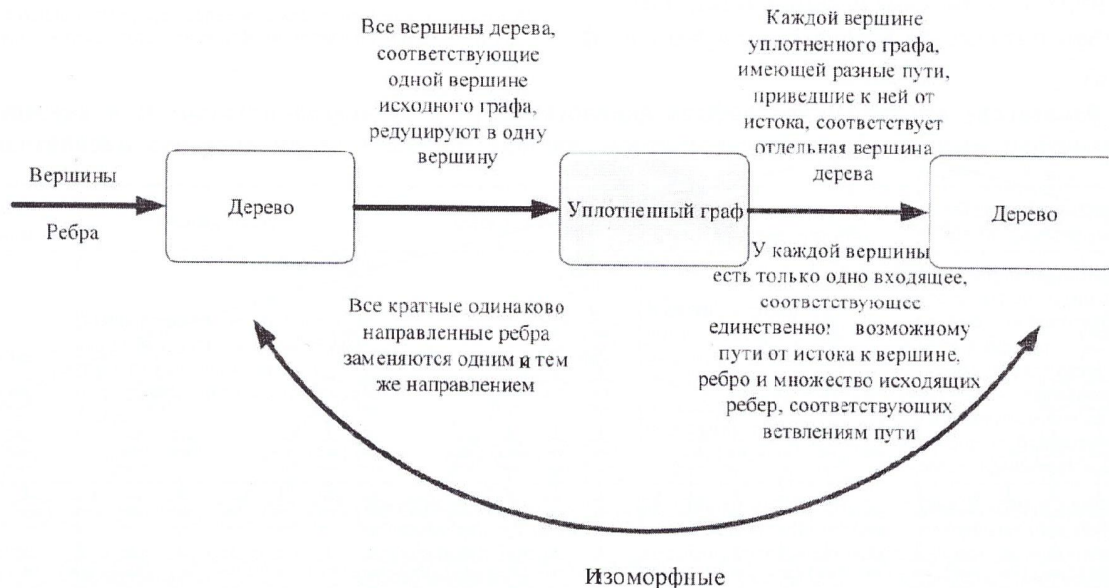 Все вершины дерева,
соответствующие
одной вершине
исходного графа,
редуцируют в одну
вершину
Каждой вершине
уплотненного графа,
имеющей разные пути,
приведшие к ней от
истока, соответствует
отдельная вершина
дерева
Вершины
Ребра
Дерево
Уплотненный граф
Дерево
Все кратные одинаково
направленные ребра
заменяются одним и тем
же направлением
У каждой вершины
есть только одно входящее,
соответствующее
единственно: возможному
пути от истока к вершине,
ребро и множество исходящих
ребер, соответствующих
ветвлениям пути
Изоморфные